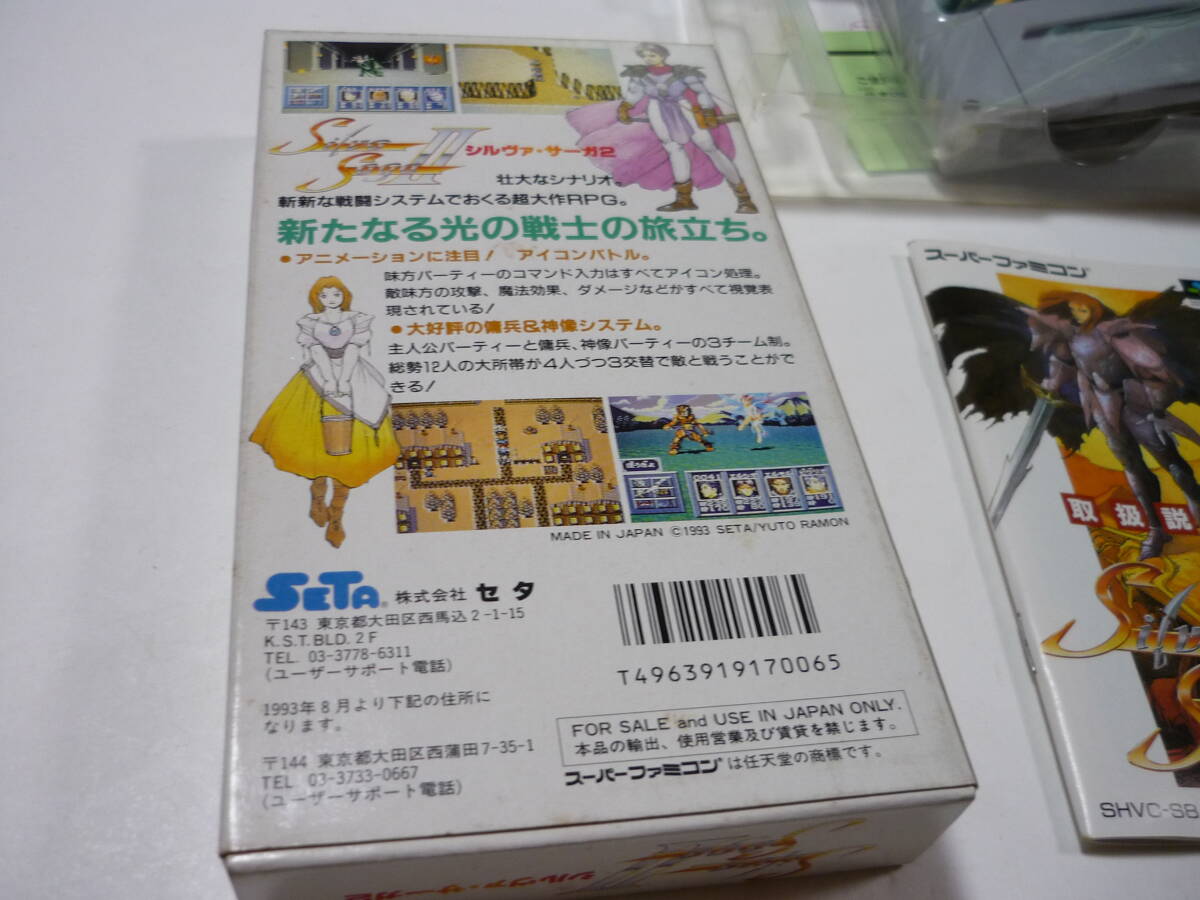 Silva Saga II
シルヴァ・サーガ2
壮大なシナリオ。
斬新な戦闘システムでおくる超大作RPG。
新たなる光の戦士の旅立ち。
●アニメーションに注目! アイコンバトル。
味方パーティーのコマンド入力はすべてアイコン処理。
敵味方の攻撃、魔法効果、ダメージなどがすべて視覚表
現されている!
●大好評の傭兵&神像システム。
主人公パーティーと傭兵、神像パーティーの3チーム制。
総勢12人の大所帯が4人づつ3交替で敵と戦うことがで
きる!
ぼうぎょ
MADE IN JAPAN ©1993 SETA/YUTO RAMON
SETA® 株式会社 セタ
〒143 東京都大田区西馬込2-1-15
K.S.T.BLD. 2F
TEL. 03-3778-6311
(ユーザーサポート電話)
1993年8月より下記の住所に
なります。
〒144 東京都大田区西蒲田7-35-1
TEL 03-3733-0667
(ユーザーサポート電話)
T4963919170065
FOR SALE and USE IN JAPAN ONLY.
本品の輸出、使用営業及び賃貸を禁じます。
スーパーファミコン®は任天堂の商標です。
シルヴァ・サーガ2
スーパーファミコン®
取扱説
SHVC-SB